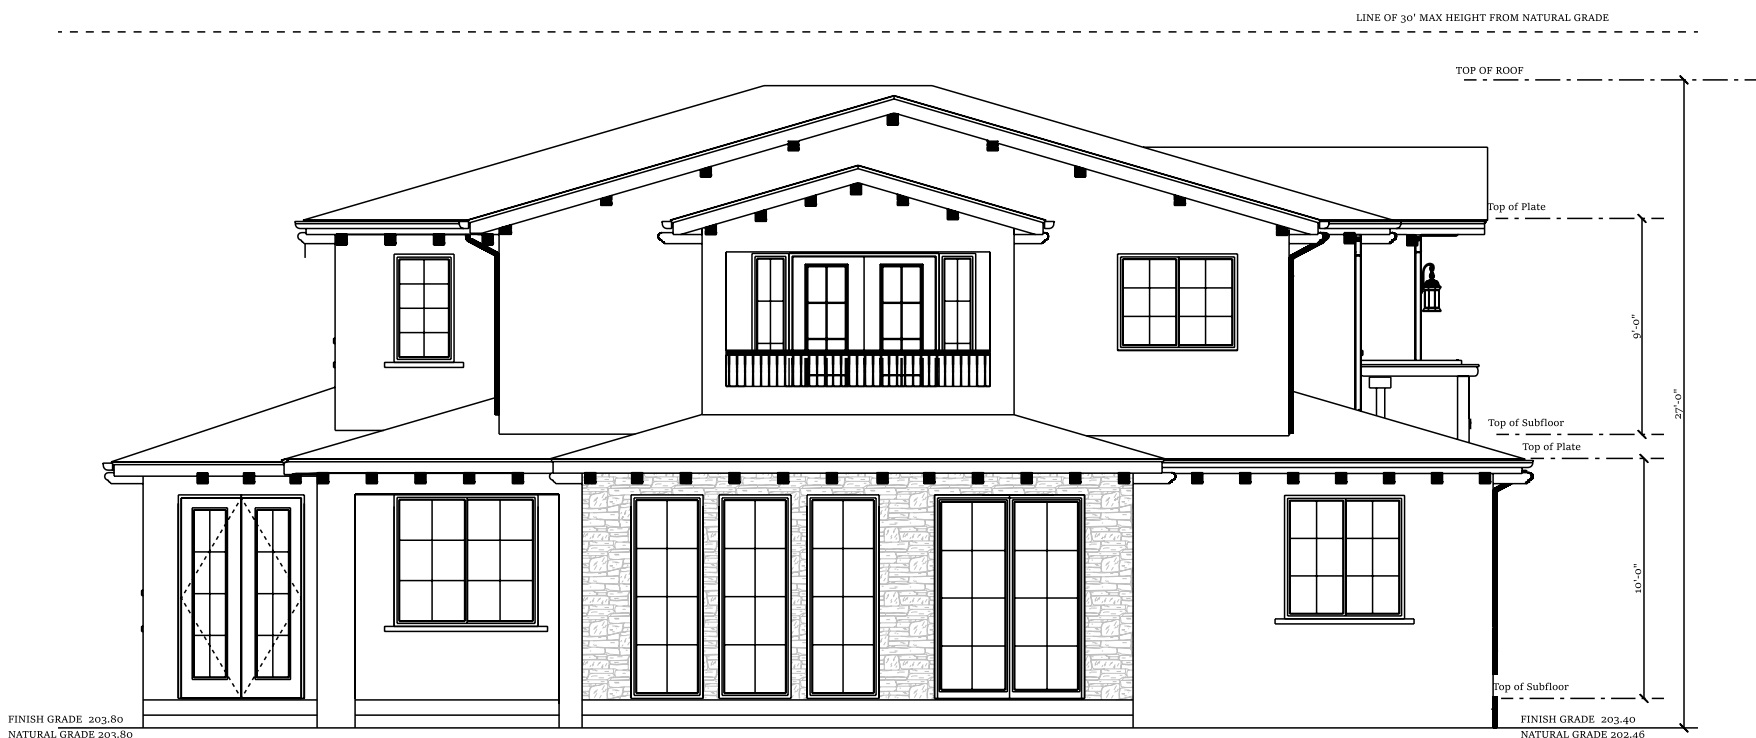 LINE OF 30' MAX HEIGHT FROM NATURAL GRADE
TOP OF ROOF
Top of Plate
9'-0"
27'-0"
Top of Subfloor
Top of Plate
10'-0"
Top of Subfloor
FINISH GRADE 203.80
NATURAL GRADE 203.80
FINISH GRADE 203.40
NATURAL GRADE 202.46